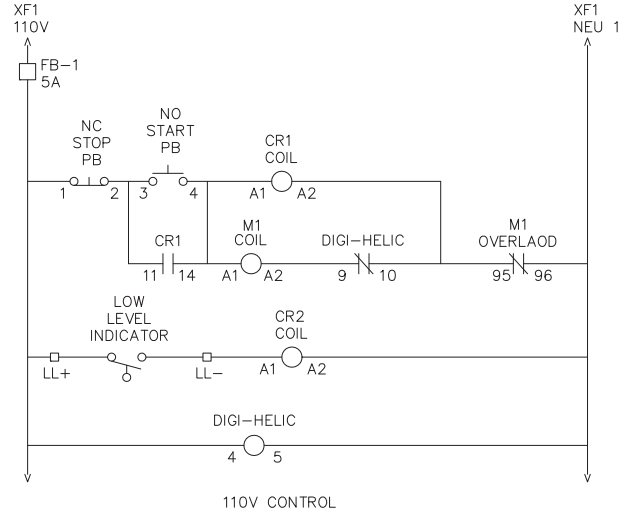 XF1
110V
XF1
NEU 1
FB-1
5A
NC
STOP
PB
NO
START
PB
CR1
COIL
1 2 3 4 A1 A2
CR1
M1
COIL
DIGI-HELIC
M1
OVERLAOD
11 14 A1 A2 9 10 95 96
LOW
LEVEL
INDICATOR
CR2
COIL
LL+ LL- A1 A2
DIGI-HELIC
4 5
110V CONTROL